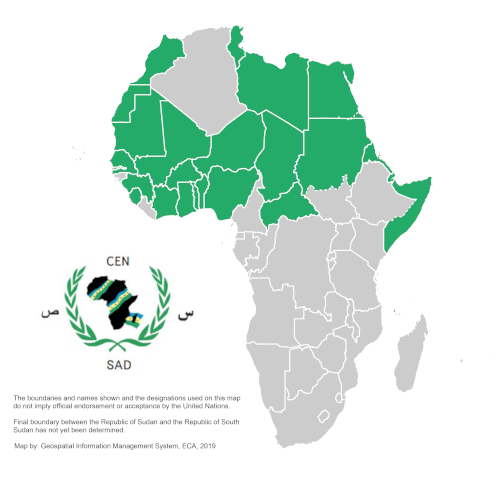 CEN
ص س
SAD
The boundaries and names shown and the designations used on this map
do not imply official endorsement or acceptance by the United Nations.
Final boundary between the Republic of Sudan and the Republic of South
Sudan has not yet been determined.
Map by: Geospatial Information Management System, ECA, 2019